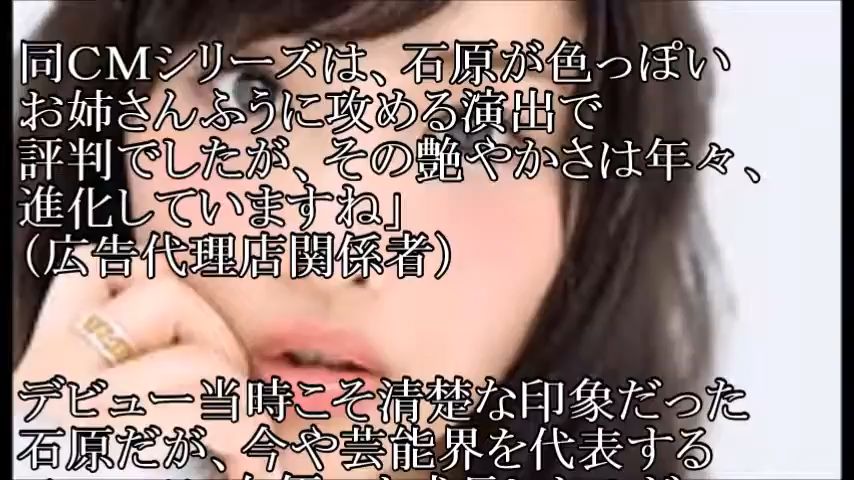 同CMシリーズは、石原が色っぽい
お姉さんふうに攻める演出で
評判でしたが、その艶やかさは年々、
進化していますね」
（広告代理店関係者）
デビュー当時こそ清楚な印象だった
石原だが、今や芸能界を代表する